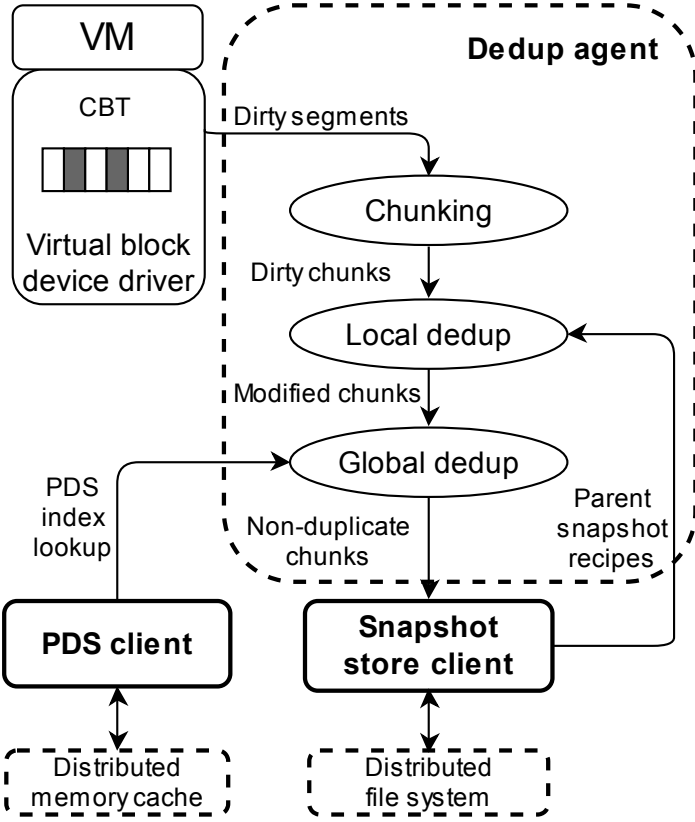 VM
Dedup agent
CBT
Dirty segments
Chunking
Virtual block
device driver
Dirty chunks
Local dedup
Modified chunks
Global dedup
PDS
index
lookup
Non-duplicate
chunks
Parent
snapshot
recipes
PDS client
Snapshot
store client
Distributed
memory cache
Distributed
file system